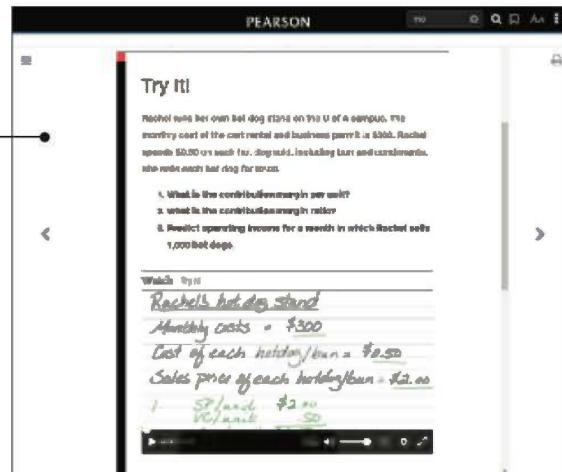 PEARSON
Try It!
Rachel runs her own hot dog stand on the U of A campus. The
monthly cost of the cart rental and business permit is $300. Rachel
spends $0.50 on each hot dog sold, including bun and condiments.
She sells each hot dog for $2.00.
1. What is the contribution margin per unit?
2. What is the contribution margin ratio?
3. Predict operating income for a month in which Rachel sells
1,000 hot dogs
Watch Try It!
Rachel's hot dog stand
Monthly costs = $300
Cost of each hotdog/bun = $0.50
Sales price of each hotdog/bun = $2.00
1. SP/unit $2.00
VC/unit .50